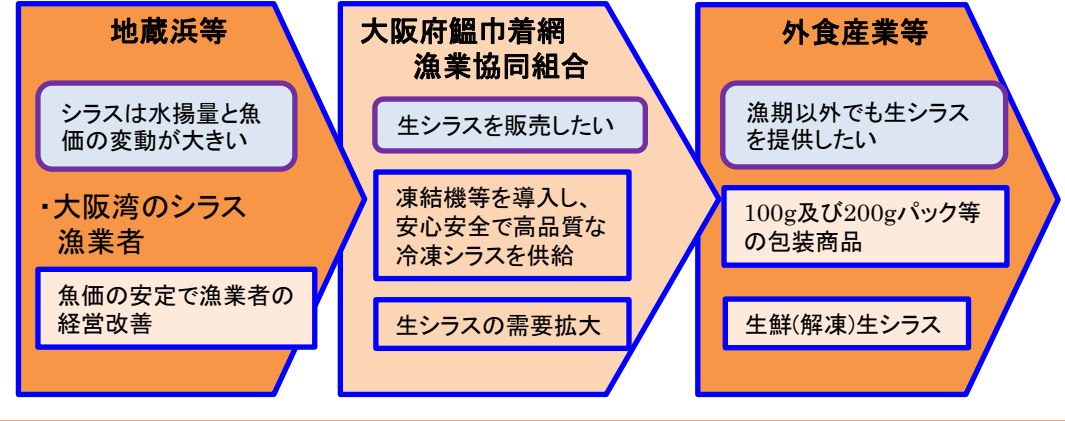 地蔵浜等
シラスは水揚量と魚
価の変動が大きい
・大阪湾のシラス
漁業者
魚価の安定で漁業者の
経営改善
大阪府鰮巾着網
漁業協同組合
生シラスを販売したい
凍結機等を導入し、
安心安全で高品質な
冷凍シラスを供給
生シラスの需要拡大
外食産業等
漁期以外でも生シラス
を提供したい
100g及び200gパック等
の包装商品
生鮮(解凍)生シラス